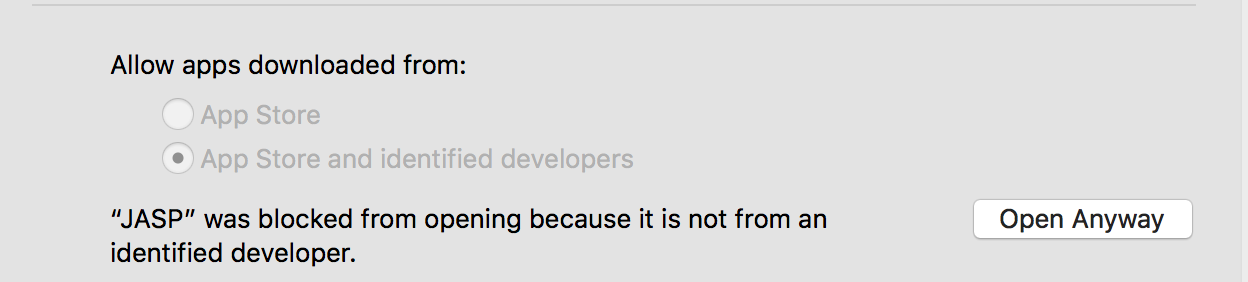 Allow apps downloaded from:
App Store
App Store and identified developers
“JASP” was blocked from opening because it is not from an
identified developer.
Open Anyway